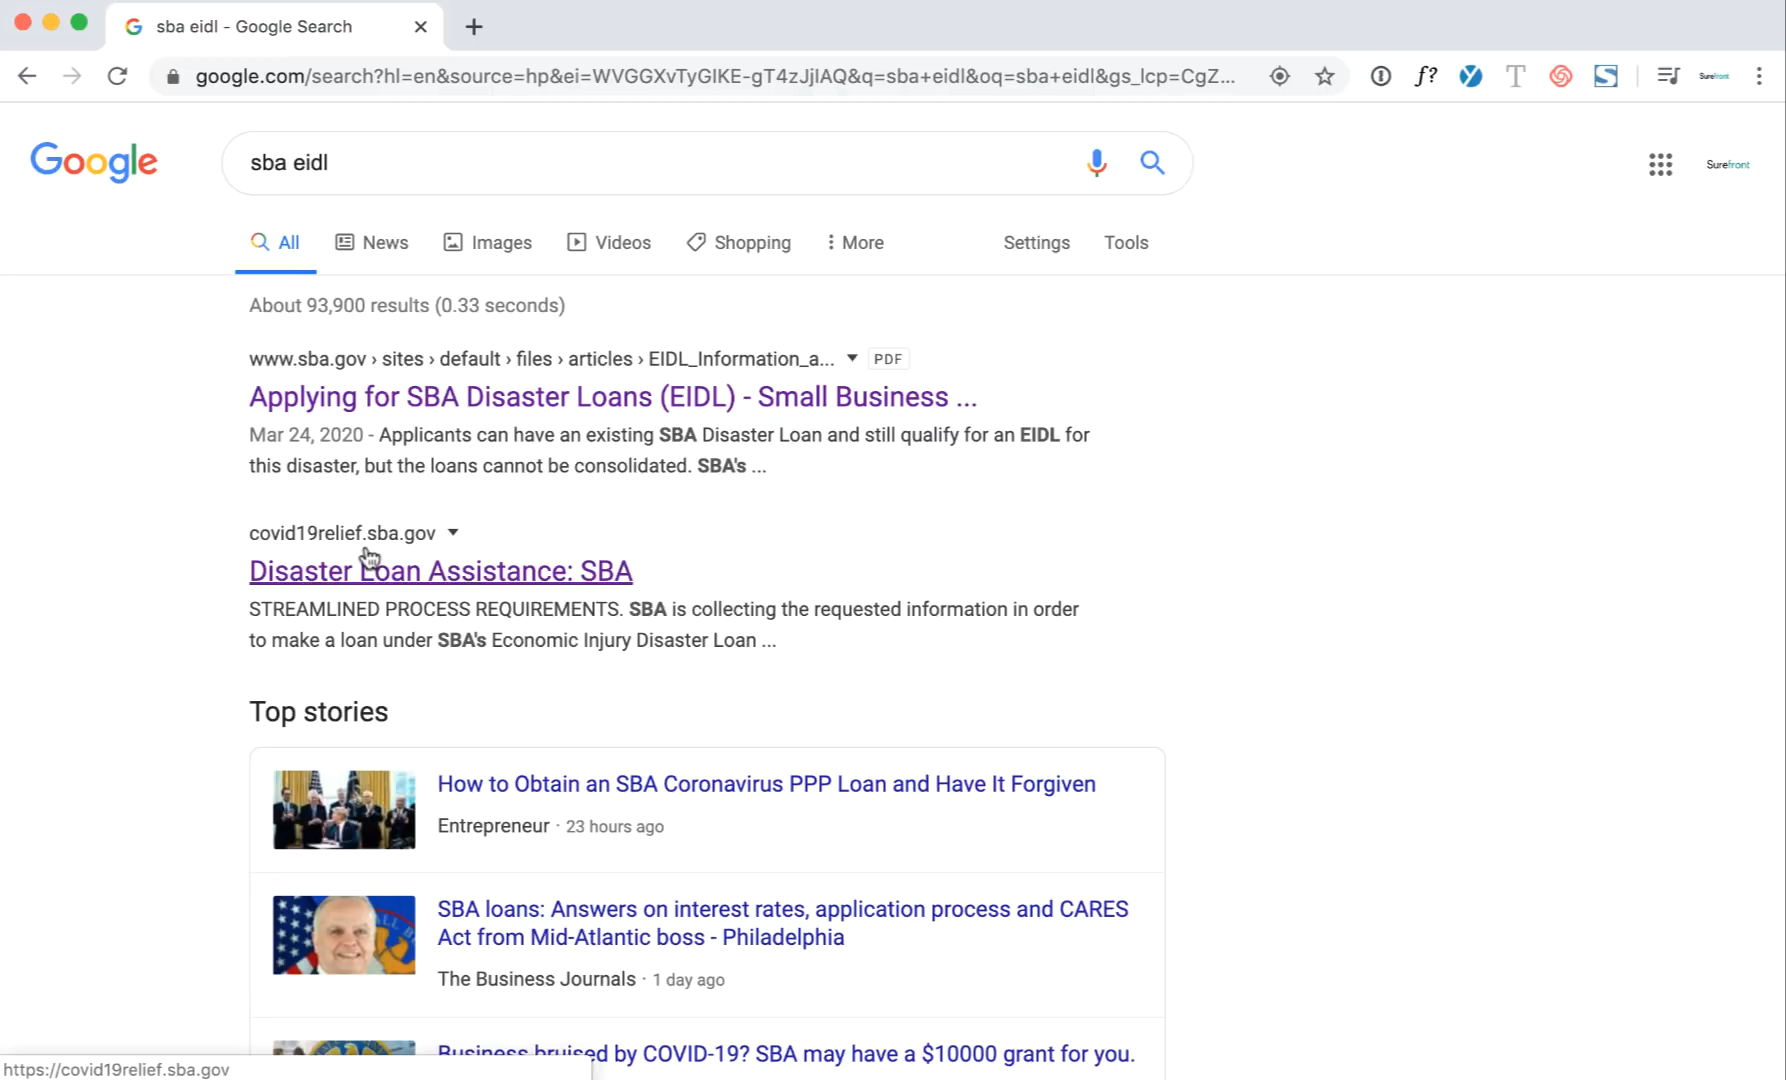 sba eidl - Google Search
google.com/search?hl=en&source=hp&ei=WVGGXvTyGIKE-gT4zJjlAQ&q=sba+eidl&oq=sba+eidl&gs_lcp=CgZ...
Surefront
Google
sba eidl
Surefront
All News Images Videos Shopping More Settings Tools
About 93,900 results (0.33 seconds)
www.sba.gov › sites › default › files › articles › EIDL_Information_a... PDF
Applying for SBA Disaster Loans (EIDL) - Small Business ...
Mar 24, 2020 - Applicants can have an existing SBA Disaster Loan and still qualify for an EIDL for
this disaster, but the loans cannot be consolidated. SBA's ...
covid19relief.sba.gov
Disaster Loan Assistance: SBA
STREAMLINED PROCESS REQUIREMENTS. SBA is collecting the requested information in order
to make a loan under SBA's Economic Injury Disaster Loan ...
Top stories
How to Obtain an SBA Coronavirus PPP Loan and Have It Forgiven
Entrepreneur · 23 hours ago
SBA loans: Answers on interest rates, application process and CARES
Act from Mid-Atlantic boss - Philadelphia
The Business Journals · 1 day ago
Business bruised by COVID-19? SBA may have a $10000 grant for you.
https://covid19relief.sba.gov